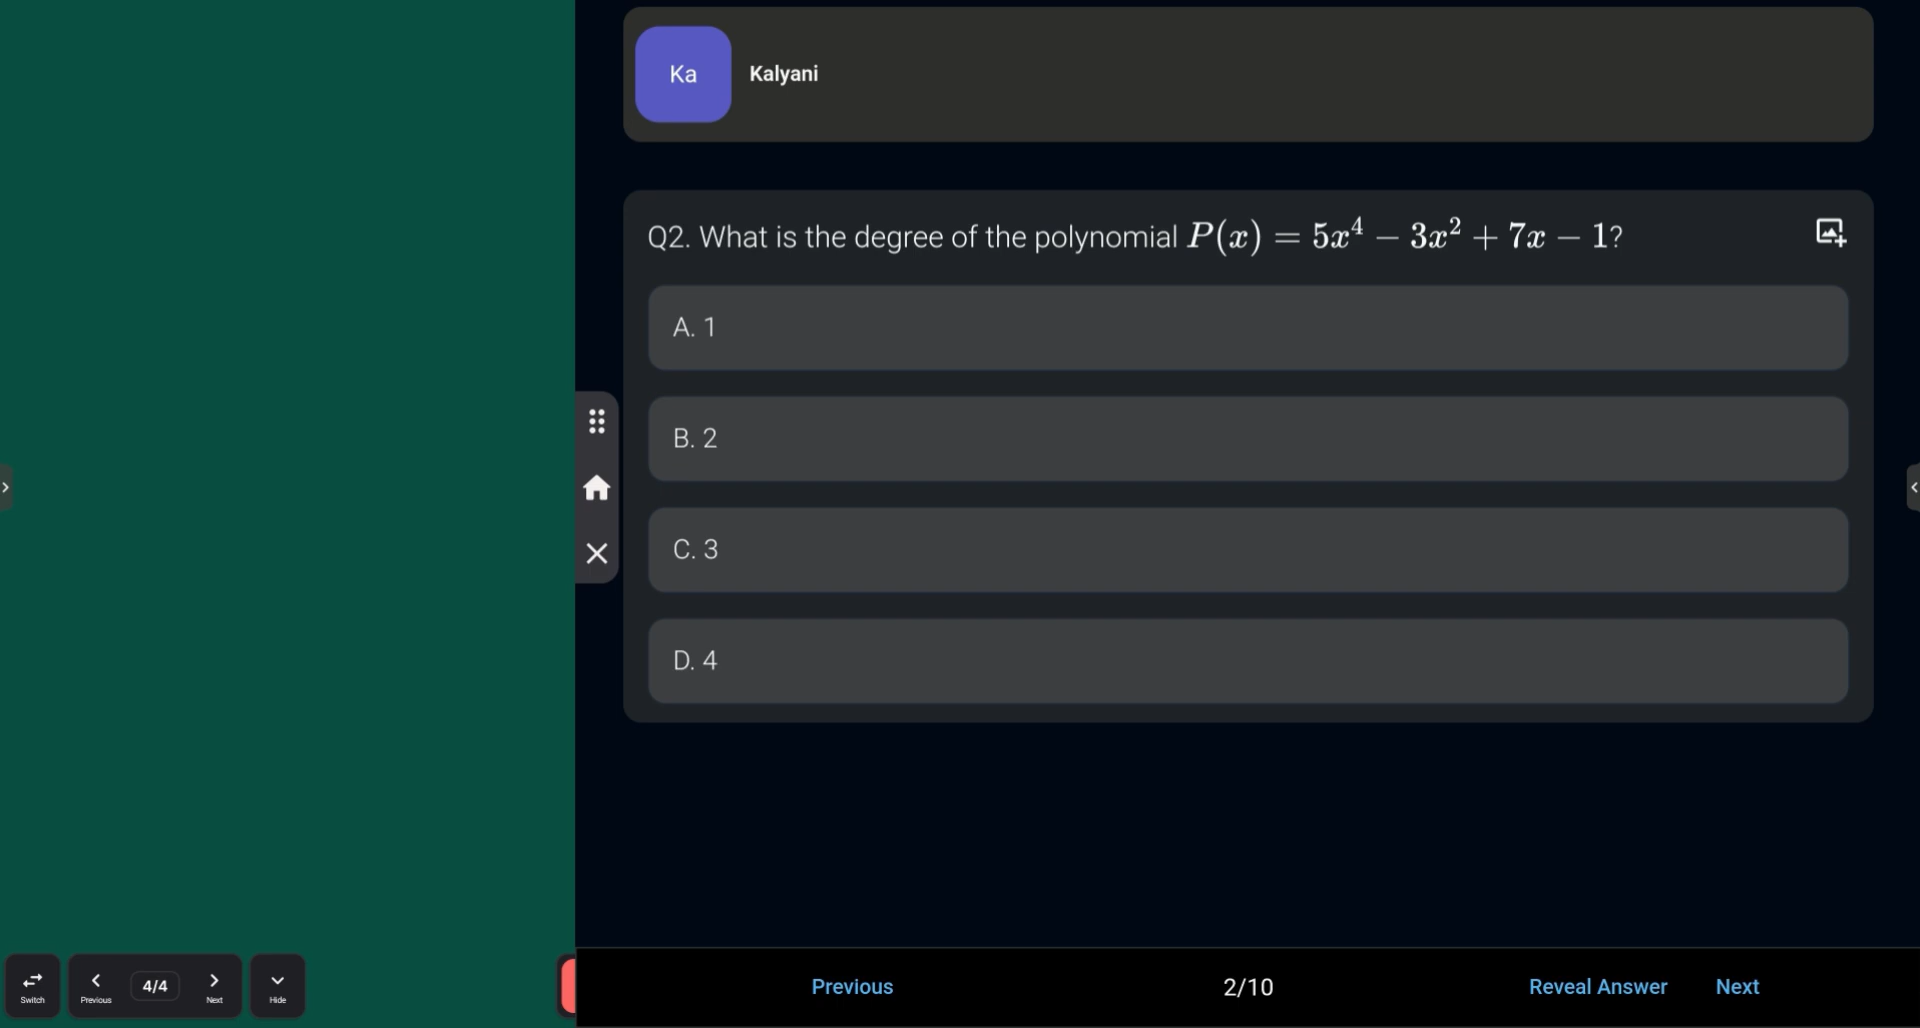 Ka
Kalyani
Q2. What is the degree of the polynomial P(x) = 5x⁴ − 3x² + 7x − 1?
A. 1
B. 2
C. 3
D. 4
Switch
Previous
4/4
Next
Hide
Previous
2/10
Reveal Answer
Next